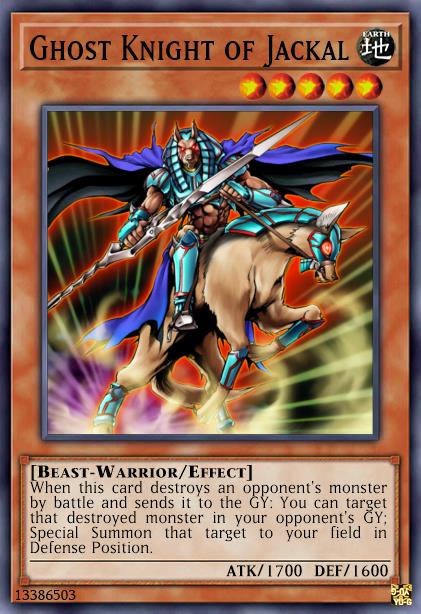 Ghost Knight of Jackal
EARTH
地
[Beast-Warrior/Effect]
When this card destroys an opponent's monster
by battle and sends it to the GY: You can target
that destroyed monster in your opponent's GY;
Special Summon that target to your field in
Defense Position.
ATK/1700 DEF/1600
13386503